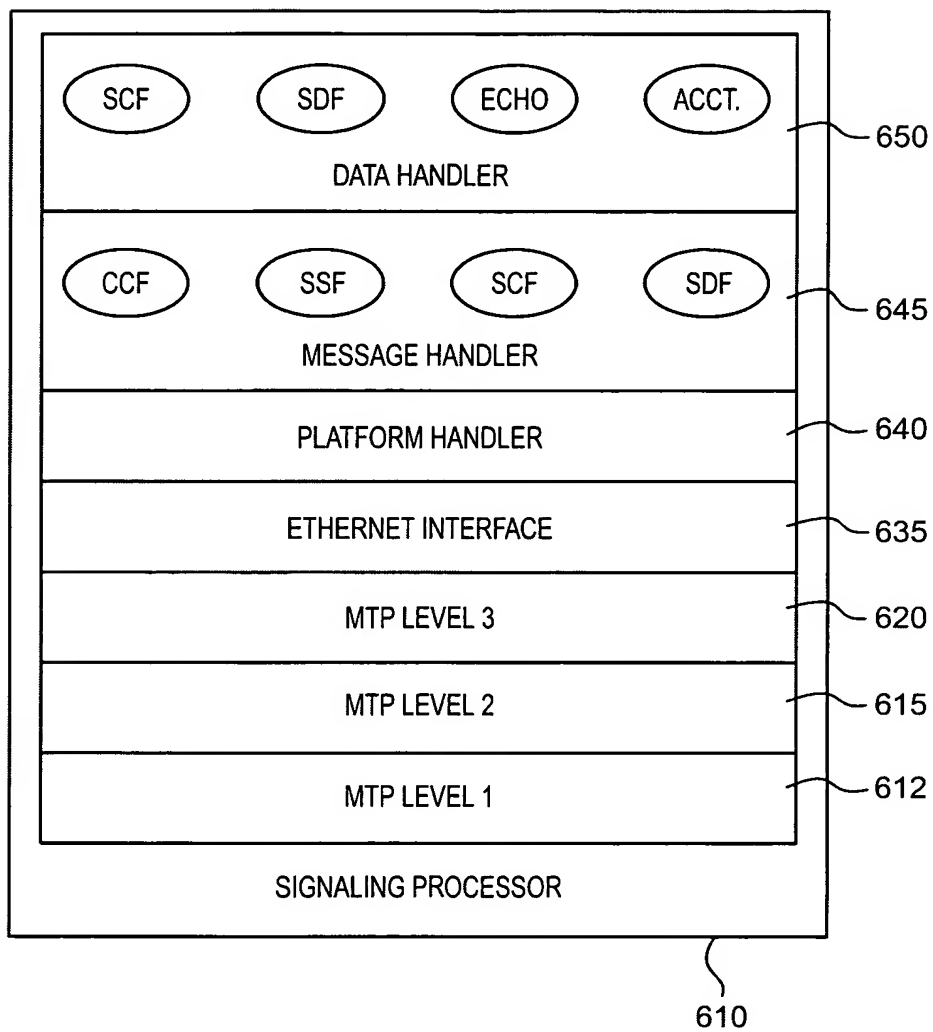 SCF SDF ECHO ACCT.
650
DATA HANDLER
CCF SSF SCF SDF
645
MESSAGE HANDLER
PLATFORM HANDLER 640
ETHERNET INTERFACE 635
MTP LEVEL 3 620
MTP LEVEL 2 615
MTP LEVEL 1 612
SIGNALING PROCESSOR
610